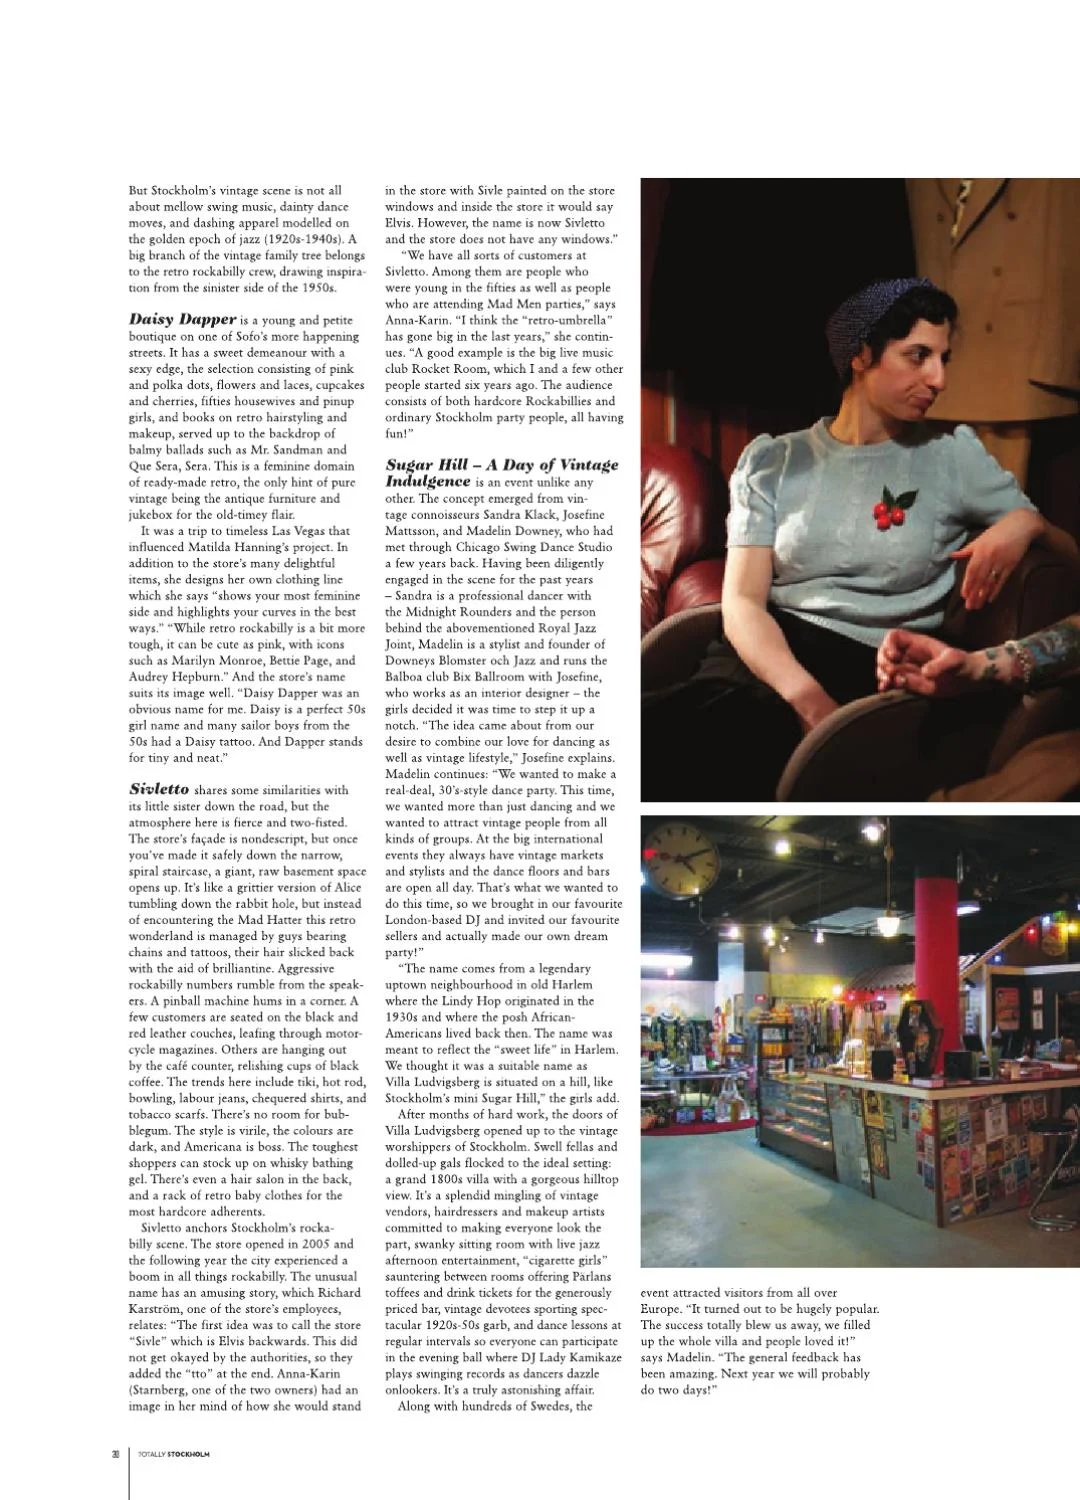 But Stockholm's vintage scene is not all
about mellow swing music, dainty dance
moves, and dashing apparel modelled on
the golden epoch of jazz (1920s-1940s). A
big branch of the vintage family tree belongs
to the retro rockabilly crew, drawing inspira-
tion from the sinister side of the 1950s.
Daisy Dapper is a young and petite
boutique on one of Sofo's more happening
streets. It has a sweet demeanour with a
sexy edge, the selection consisting of pink
and polka dots, flowers and laces, cupcakes
and cherries, fifties housewives and pinup
girls, and books on retro hairstyling and
makeup, served up to the backdrop of
balmy ballads such as Mr. Sandman and
Que Sera, Sera. This is a feminine domain
of ready-made retro, the only hint of pure
vintage being the antique furniture and
jukebox for the old-timey flair.
It was a trip to timeless Las Vegas that
influenced Matilda Hanning's project. In
addition to the store's many delightful
items, she designs her own clothing line
which she says "shows your most feminine
side and highlights your curves in the best
ways." "While retro rockabilly is a bit more
tough, it can be cute as pink, with icons
such as Marilyn Monroe, Bettie Page, and
Audrey Hepburn." And the store's name
suits its image well. "Daisy Dapper was an
obvious name for me. Daisy is a perfect 50s
girl name and many sailor boys from the
50s had a Daisy tattoo. And Dapper stands
for tiny and neat."
Sivletto shares some similarities with
its little sister down the road, but the
atmosphere here is fierce and two-fisted.
The store's façade is nondescript, but once
you've made it safely down the narrow,
spiral staircase, a giant, raw basement space
opens up. It's like a grittier version of Alice
tumbling down the rabbit hole, but instead
of encountering the Mad Hatter this retro
wonderland is managed by guys bearing
chains and tattoos, their hair slicked back
with the aid of brilliantine. Aggressive
rockabilly numbers rumble from the speak-
ers. A pinball machine hums in a corner. A
few customers are seated on the black and
red leather couches, leafing through motor-
cycle magazines. Others are hanging out
by the café counter, relishing cups of black
coffee. The trends here include tiki, hot rod,
bowling, labour jeans, chequered shirts, and
tobacco scarfs. There's no room for bub-
blegum. The style is virile, the colours are
dark, and Americana is boss. The toughest
shoppers can stock up on whisky bathing
gel. There's even a hair salon in the back,
and a rack of retro baby clothes for the
most hardcore adherents.
Sivletto anchors Stockholm's rocka-
billy scene. The store opened in 2005 and
the following year the city experienced a
boom in all things rockabilly. The unusual
name has an amusing story, which Richard
Karström, one of the store's employees,
relates: "The first idea was to call the store
"Sivle" which is Elvis backwards. This did
not get okayed by the authorities, so they
added the "tto" at the end. Anna-Karin
(Starnberg, one of the two owners) had an
image in her mind of how she would stand
in the store with Sivle painted on the store
windows and inside the store it would say
Elvis. However, the name is now Sivletto
and the store does not have any windows."
"We have all sorts of customers at
Sivletto. Among them are people who
were young in the fifties as well as people
who are attending Mad Men parties," says
Anna-Karin. "I think the "retro-umbrella"
has gone big in the last years," she contin-
ues. "A good example is the big live music
club Rocket Room, which I and a few other
people started six years ago. The audience
consists of both hardcore Rockabillies and
ordinary Stockholm party people, all having
fun!"
Sugar Hill – A Day of Vintage
Indulgence is an event unlike any
other. The concept emerged from vin-
tage connoisseurs Sandra Klack, Josefine
Mattsson, and Madelin Downey, who had
met through Chicago Swing Dance Studio
a few years back. Having been diligently
engaged in the scene for the past years
– Sandra is a professional dancer with
the Midnight Rounders and the person
behind the abovementioned Royal Jazz
Joint, Madelin is a stylist and founder of
Downeys Blomster och Jazz and runs the
Balboa club Bix Ballroom with Josefine,
who works as an interior designer – the
girls decided it was time to step it up a
notch. "The idea came about from our
desire to combine our love for dancing as
well as vintage lifestyle," Josefine explains.
Madelin continues: "We wanted to make a
real-deal, 30's-style dance party. This time,
we wanted more than just dancing and we
wanted to attract vintage people from all
kinds of groups. At the big international
events they always have vintage markets
and stylists and the dance floors and bars
are open all day. That's what we wanted to
do this time, so we brought in our favourite
London-based DJ and invited our favourite
sellers and actually made our own dream
party!"
"The name comes from a legendary
uptown neighbourhood in old Harlem
where the Lindy Hop originated in the
1930s and where the posh African-
Americans lived back then. The name was
meant to reflect the "sweet life" in Harlem.
We thought it was a suitable name as
Villa Ludvigsberg is situated on a hill, like
Stockholm's mini Sugar Hill," the girls add.
After months of hard work, the doors of
Villa Ludvigsberg opened up to the vintage
worshippers of Stockholm. Swell fellas and
dolled-up gals flocked to the ideal setting:
a grand 1800s villa with a gorgeous hilltop
view. It's a splendid mingling of vintage
vendors, hairdressers and makeup artists
committed to making everyone look the
part, swanky sitting room with live jazz
afternoon entertainment, "cigarette girls"
sauntering between rooms offering Pärlans
toffees and drink tickets for the generously
priced bar, vintage devotees sporting spec-
tacular 1920s-50s garb, and dance lessons at
regular intervals so everyone can participate
in the evening ball where DJ Lady Kamikaze
plays swinging records as dancers dazzle
onlookers. It's a truly astonishing affair.
Along with hundreds of Swedes, the
event attracted visitors from all over
Europe. "It turned out to be hugely popular.
The success totally blew us away, we filled
up the whole villa and people loved it!"
says Madelin. "The general feedback has
been amazing. Next year we will probably
do two days!"
TOTALLY STOCKHOLM